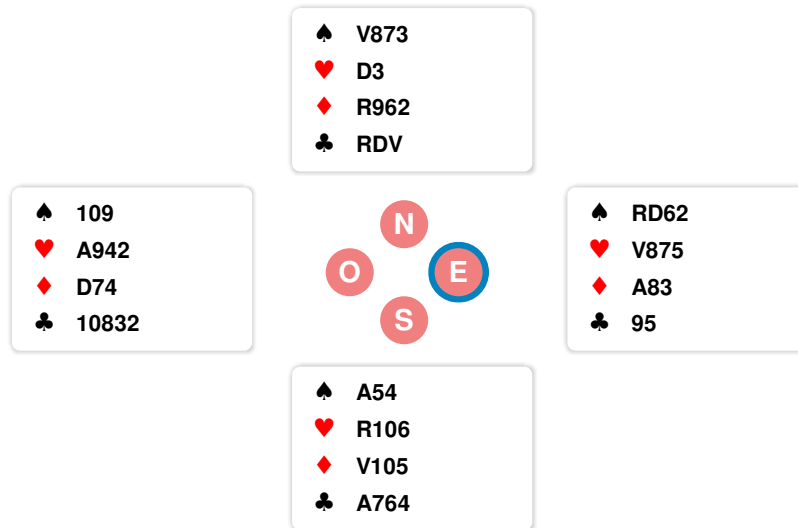 ♠ V873
♥ D3
♦ R962
♣ RDV
♠ 109
♥ A942
♦ D74
♣ 10832
N
O
E
S
♠ RD62
♥ V875
♦ A83
♣ 95
♠ A54
♥ R106
♦ V105
♣ A764